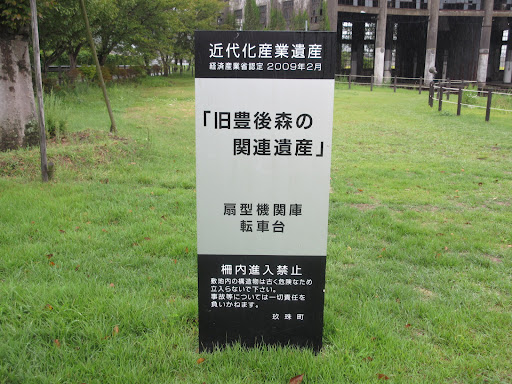 近代化産業遺産
経済産業省認定 2009年2月
「旧豊後森の
関連遺産」
扇型機関庫
転車台
柵内進入禁止
敷地内の構造物は古く危険なため
立入らないで下さい。
事故等については一切責任を
負いかねます。
玖珠町